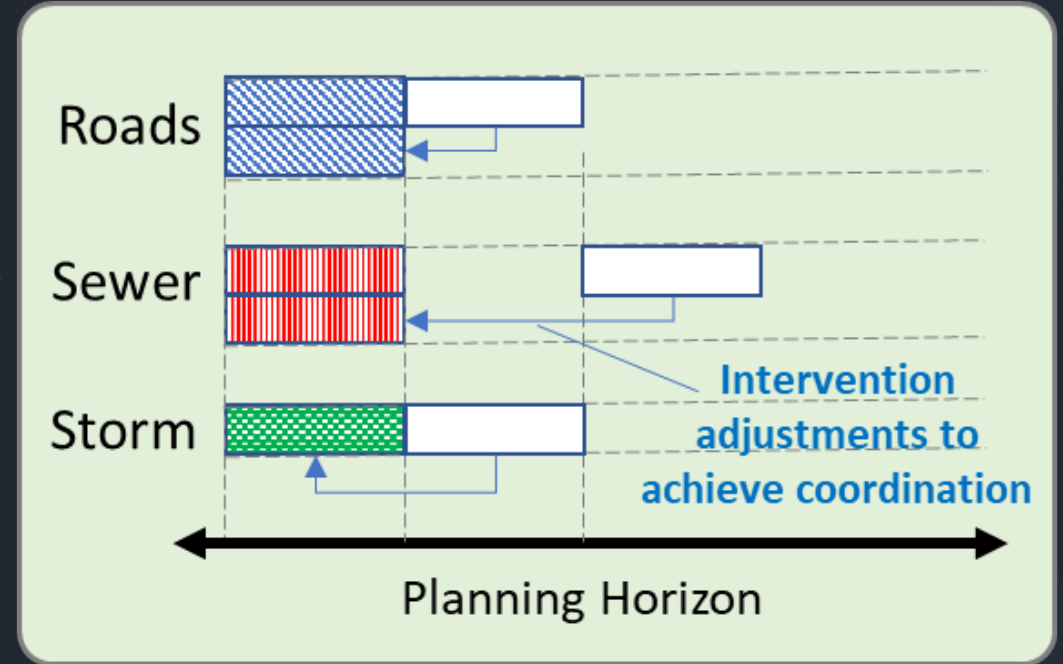 Roads
Sewer
Storm
Intervention
adjustments to
achieve coordination
Planning Horizon